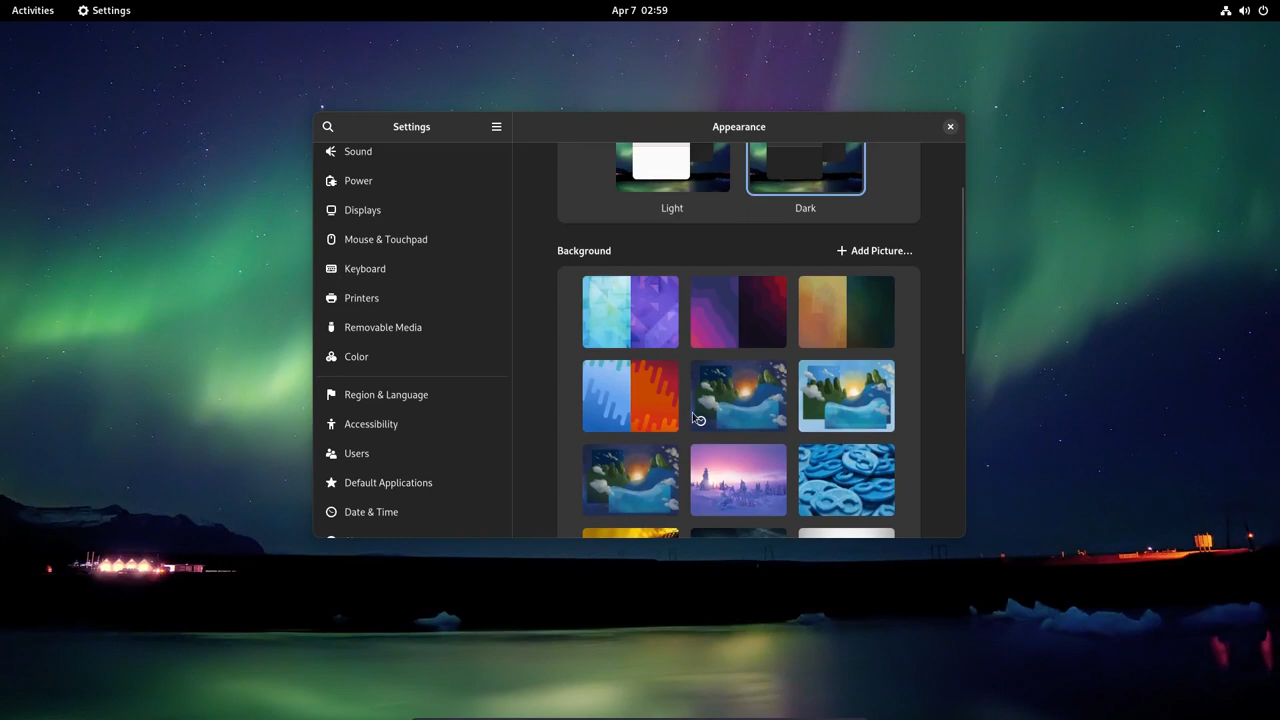 Activities
Settings
Apr 7 02:59
Settings
Appearance
Sound
Power
Displays
Mouse & Touchpad
Keyboard
Printers
Removable Media
Color
Region & Language
Accessibility
Users
Default Applications
Date & Time
Light
Dark
Background
Add Picture…